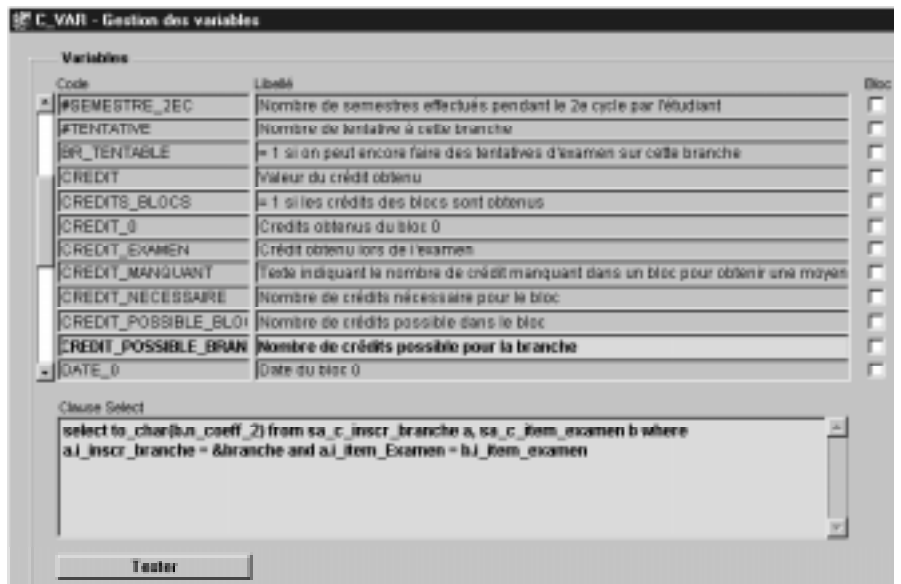 C_VAR - Gestion des variables
Variables
Code Libellé Bloc
#SEMESTRE_2EC Nombre de semestres effectués pendant le 2e cycle par l'étudiant
#TENTATIVE Nombre de tentative à cette branche
BR_TENTABLE = 1 si on peut encore faire des tentatives d'examen sur cette branche
CREDIT Valeur du crédit obtenu
CREDITS_BLOCS = 1 si les crédits des blocs sont obtenus
CREDIT_0 Credits obtenus du bloc 0
CREDIT_EXAMEN Crédit obtenu lors de l'examen
CREDIT_MANQUANT Texte indiquant le nombre de crédit manquant dans un bloc pour obtenir une moyen
CREDIT_NECESSAIRE Nombre de crédits nécessaire pour le bloc
CREDIT_POSSIBLE_BLO Nombre de crédits possible dans le bloc
CREDIT_POSSIBLE_BRAN Nombre de crédits possible pour la branche
DATE_0 Date du bloc 0
Clause Select
select to_char(b.n_coeff_2) from sa_c_inscr_branche a, sa_c_item_examen b where
a.i_inscr_branche = &branche and a.i_item_Examen = b.i_item_examen
Tester